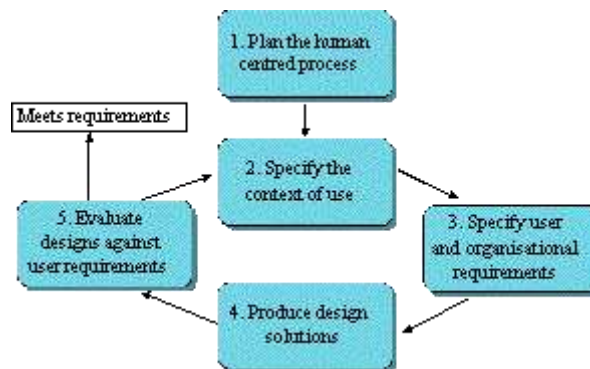 1. Plan the human
centred process
Meets requirements
2. Specify the
context of use
3. Specify user
and organisational
requirements
4. Produce design
solutions
5. Evaluate
designs against
user requirements